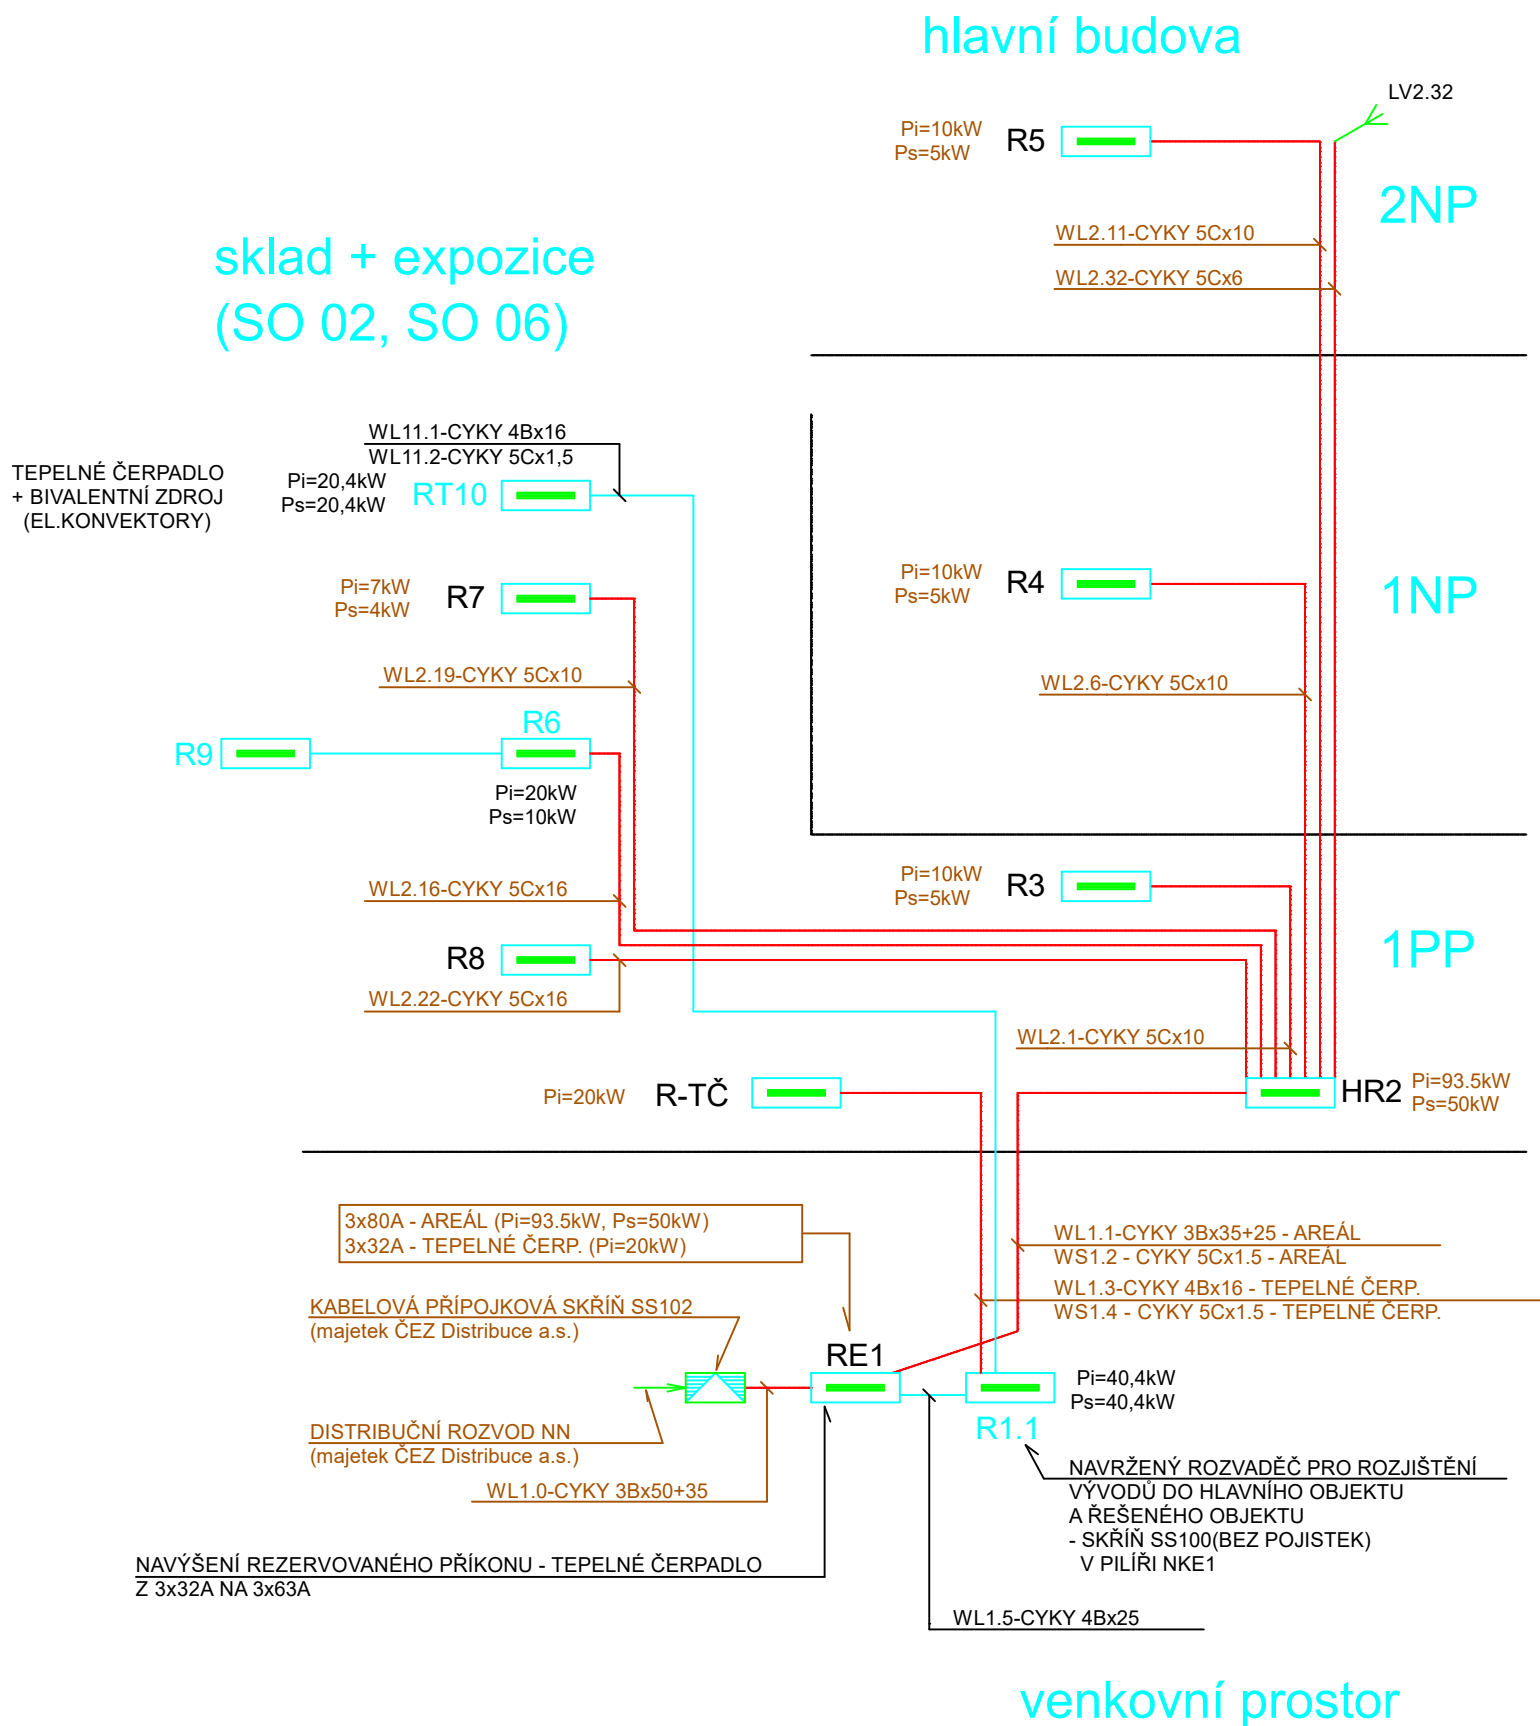 hlavní budova
LV2.32
Pi=10kW
Ps=5kW
R5
2NP
WL2.11-CYKY 5Cx10
WL2.32-CYKY 5Cx6
sklad + expozice
(SO 02, SO 06)
WL11.1-CYKY 4Bx16
WL11.2-CYKY 5Cx1,5
TEPELNÉ ČERPADLO
+ BIVALENTNÍ ZDROJ
(EL.KONVEKTORY)
Pi=20,4kW
Ps=20,4kW
RT10
Pi=7kW
Ps=4kW
R7
Pi=10kW
Ps=5kW
R4
1NP
WL2.19-CYKY 5Cx10
WL2.6-CYKY 5Cx10
R9
R6
Pi=20kW
Ps=10kW
WL2.16-CYKY 5Cx16
Pi=10kW
Ps=5kW
R3
1PP
R8
WL2.22-CYKY 5Cx16
WL2.1-CYKY 5Cx10
Pi=20kW
R-TČ
HR2
Pi=93.5kW
Ps=50kW
3x80A - AREÁL (Pi=93.5kW, Ps=50kW)
3x32A - TEPELNÉ ČERP. (Pi=20kW)
WL1.1-CYKY 3Bx35+25 - AREÁL
WS1.2 - CYKY 5Cx1.5 - AREÁL
WL1.3-CYKY 4Bx16 - TEPELNÉ ČERP.
WS1.4 - CYKY 5Cx1.5 - TEPELNÉ ČERP.
KABELOVÁ PŘÍPOJKOVÁ SKŘÍŇ SS102
(majetek ČEZ Distribuce a.s.)
RE1
Pi=40,4kW
Ps=40,4kW
R1.1
DISTRIBUČNÍ ROZVOD NN
(majetek ČEZ Distribuce a.s.)
WL1.0-CYKY 3Bx50+35
NAVRŽENÝ ROZVADĚČ PRO ROZJIŠTĚNÍ
VÝVODŮ DO HLAVNÍHO OBJEKTU
A ŘEŠENÉHO OBJEKTU
- SKŘÍŇ SS100(BEZ POJISTEK)
V PILÍŘI NKE1
NAVÝŠENÍ REZERVOVANÉHO PŘÍKONU - TEPELNÉ ČERPADLO
Z 3x32A NA 3x63A
WL1.5-CYKY 4Bx25
venkovní prostor